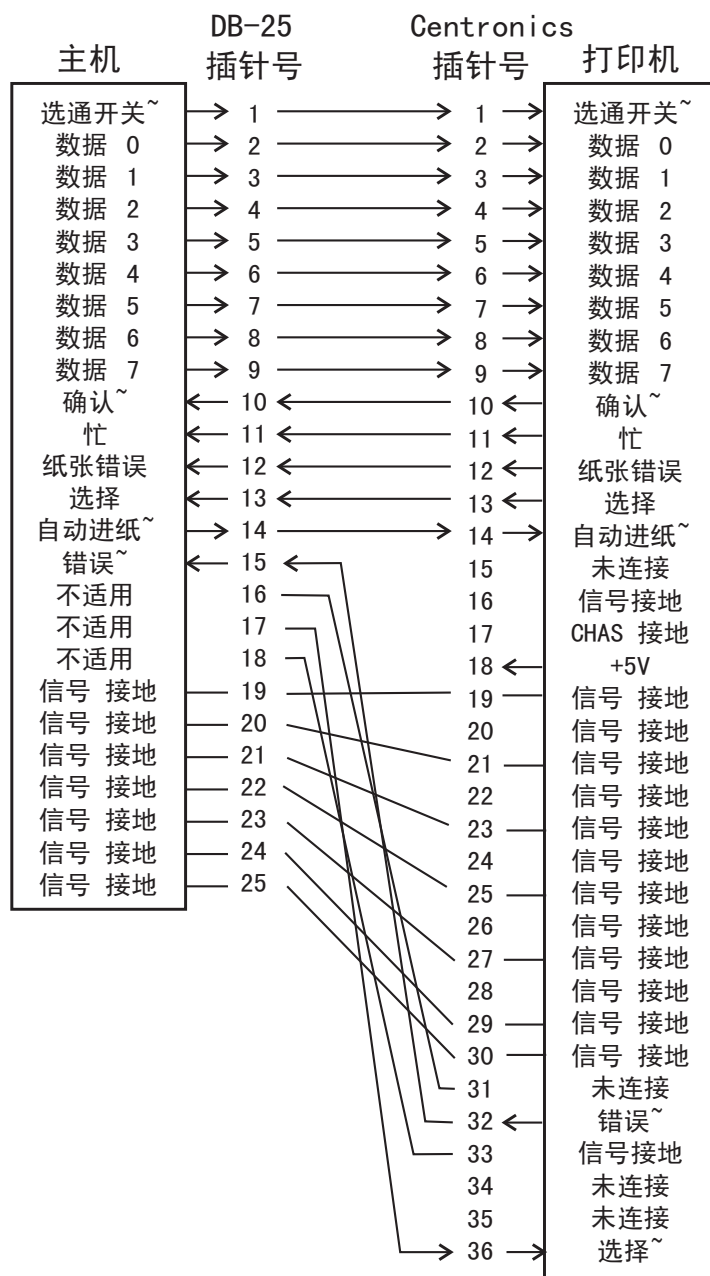 DB-25 Centronics
主机 插针号 插针号 打印机
选通开关~ 1 1 选通开关~
数据 0 2 2 数据 0
数据 1 3 3 数据 1
数据 2 4 4 数据 2
数据 3 5 5 数据 3
数据 4 6 6 数据 4
数据 5 7 7 数据 5
数据 6 8 8 数据 6
数据 7 9 9 数据 7
确认~ 10 10 确认~
忙 11 11 忙
纸张错误 12 12 纸张错误
选择 13 13 选择
自动进纸~ 14 14 自动进纸~
错误~ 15 15 未连接
不适用 16 16 信号接地
不适用 17 17 CHAS 接地
不适用 18 18 +5V
信号 接地 19 19 信号 接地
信号 接地 20 20 信号 接地
信号 接地 21 21 信号 接地
信号 接地 22 22 信号 接地
信号 接地 23 23 信号 接地
信号 接地 24 24 信号 接地
信号 接地 25 25 信号 接地
26 信号 接地
27 信号 接地
28 信号 接地
29 信号 接地
30 信号 接地
31 未连接
32 错误~
33 信号接地
34 未连接
35 未连接
36 选择~